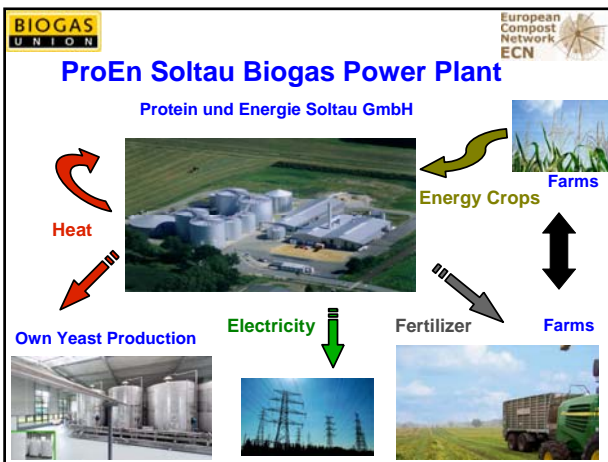 BIOGAS
UNION
European
Compost
Network
ECN
ProEn Soltau Biogas Power Plant
Protein und Energie Soltau GmbH
Farms
Energy Crops
Heat
Own Yeast Production
Electricity
Fertilizer
Farms